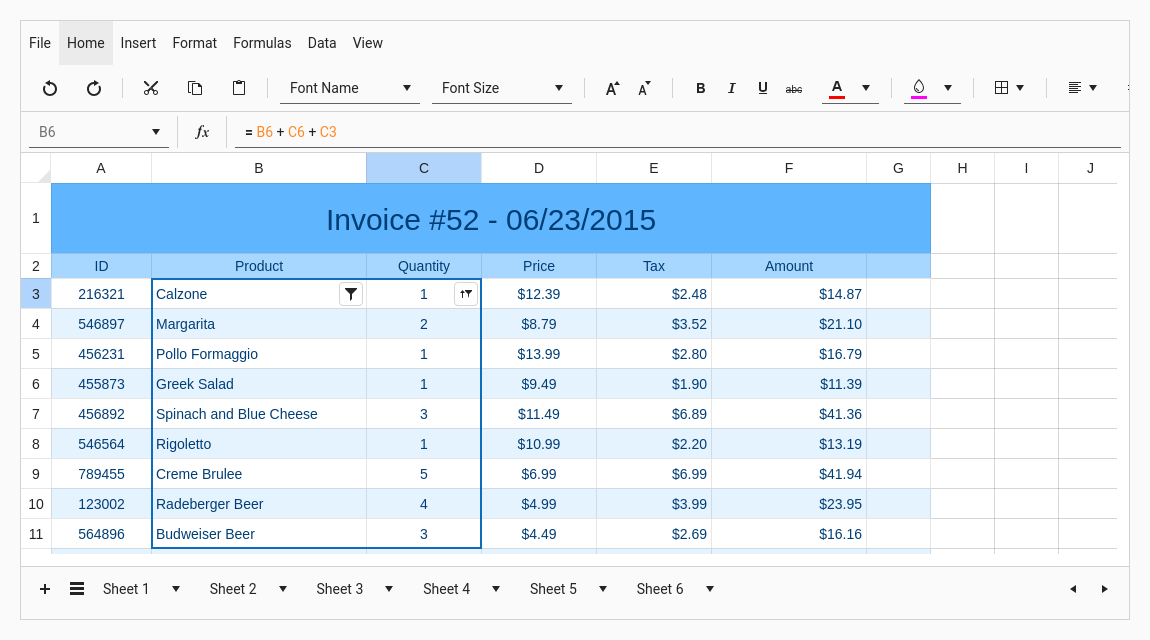 File Home Insert Format Formulas Data View
Font Name Font Size A A B I U abc A
B6 fx = B6 + C6 + C3
A B C D E F G H I J
1 Invoice #52 - 06/23/2015
2 ID Product Quantity Price Tax Amount
3 216321 Calzone 1 $12.39 $2.48 $14.87
4 546897 Margarita 2 $8.79 $3.52 $21.10
5 456231 Pollo Formaggio 1 $13.99 $2.80 $16.79
6 455873 Greek Salad 1 $9.49 $1.90 $11.39
7 456892 Spinach and Blue Cheese 3 $11.49 $6.89 $41.36
8 546564 Rigoletto 1 $10.99 $2.20 $13.19
9 789455 Creme Brulee 5 $6.99 $6.99 $41.94
10 123002 Radeberger Beer 4 $4.99 $3.99 $23.95
11 564896 Budweiser Beer 3 $4.49 $2.69 $16.16
Sheet 1 Sheet 2 Sheet 3 Sheet 4 Sheet 5 Sheet 6